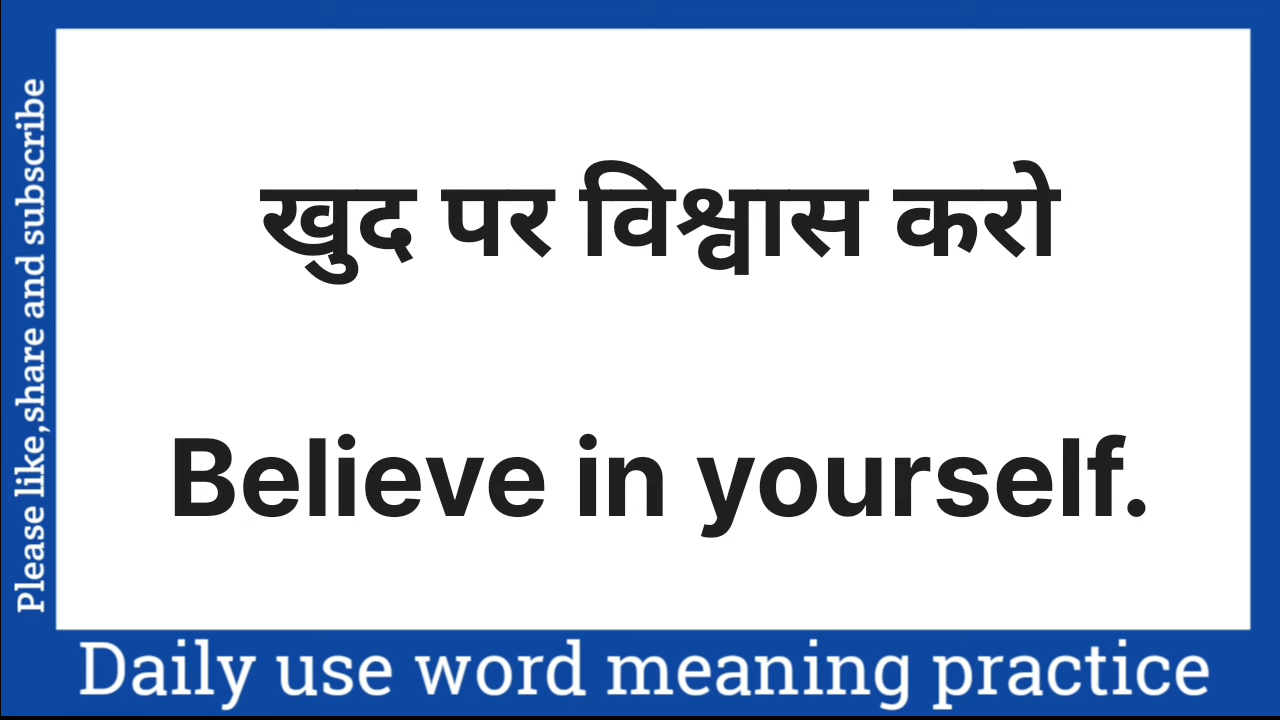 Please like,share and subscribe
खुद पर विश्वास करो
Believe in yourself.
Daily use word meaning practice